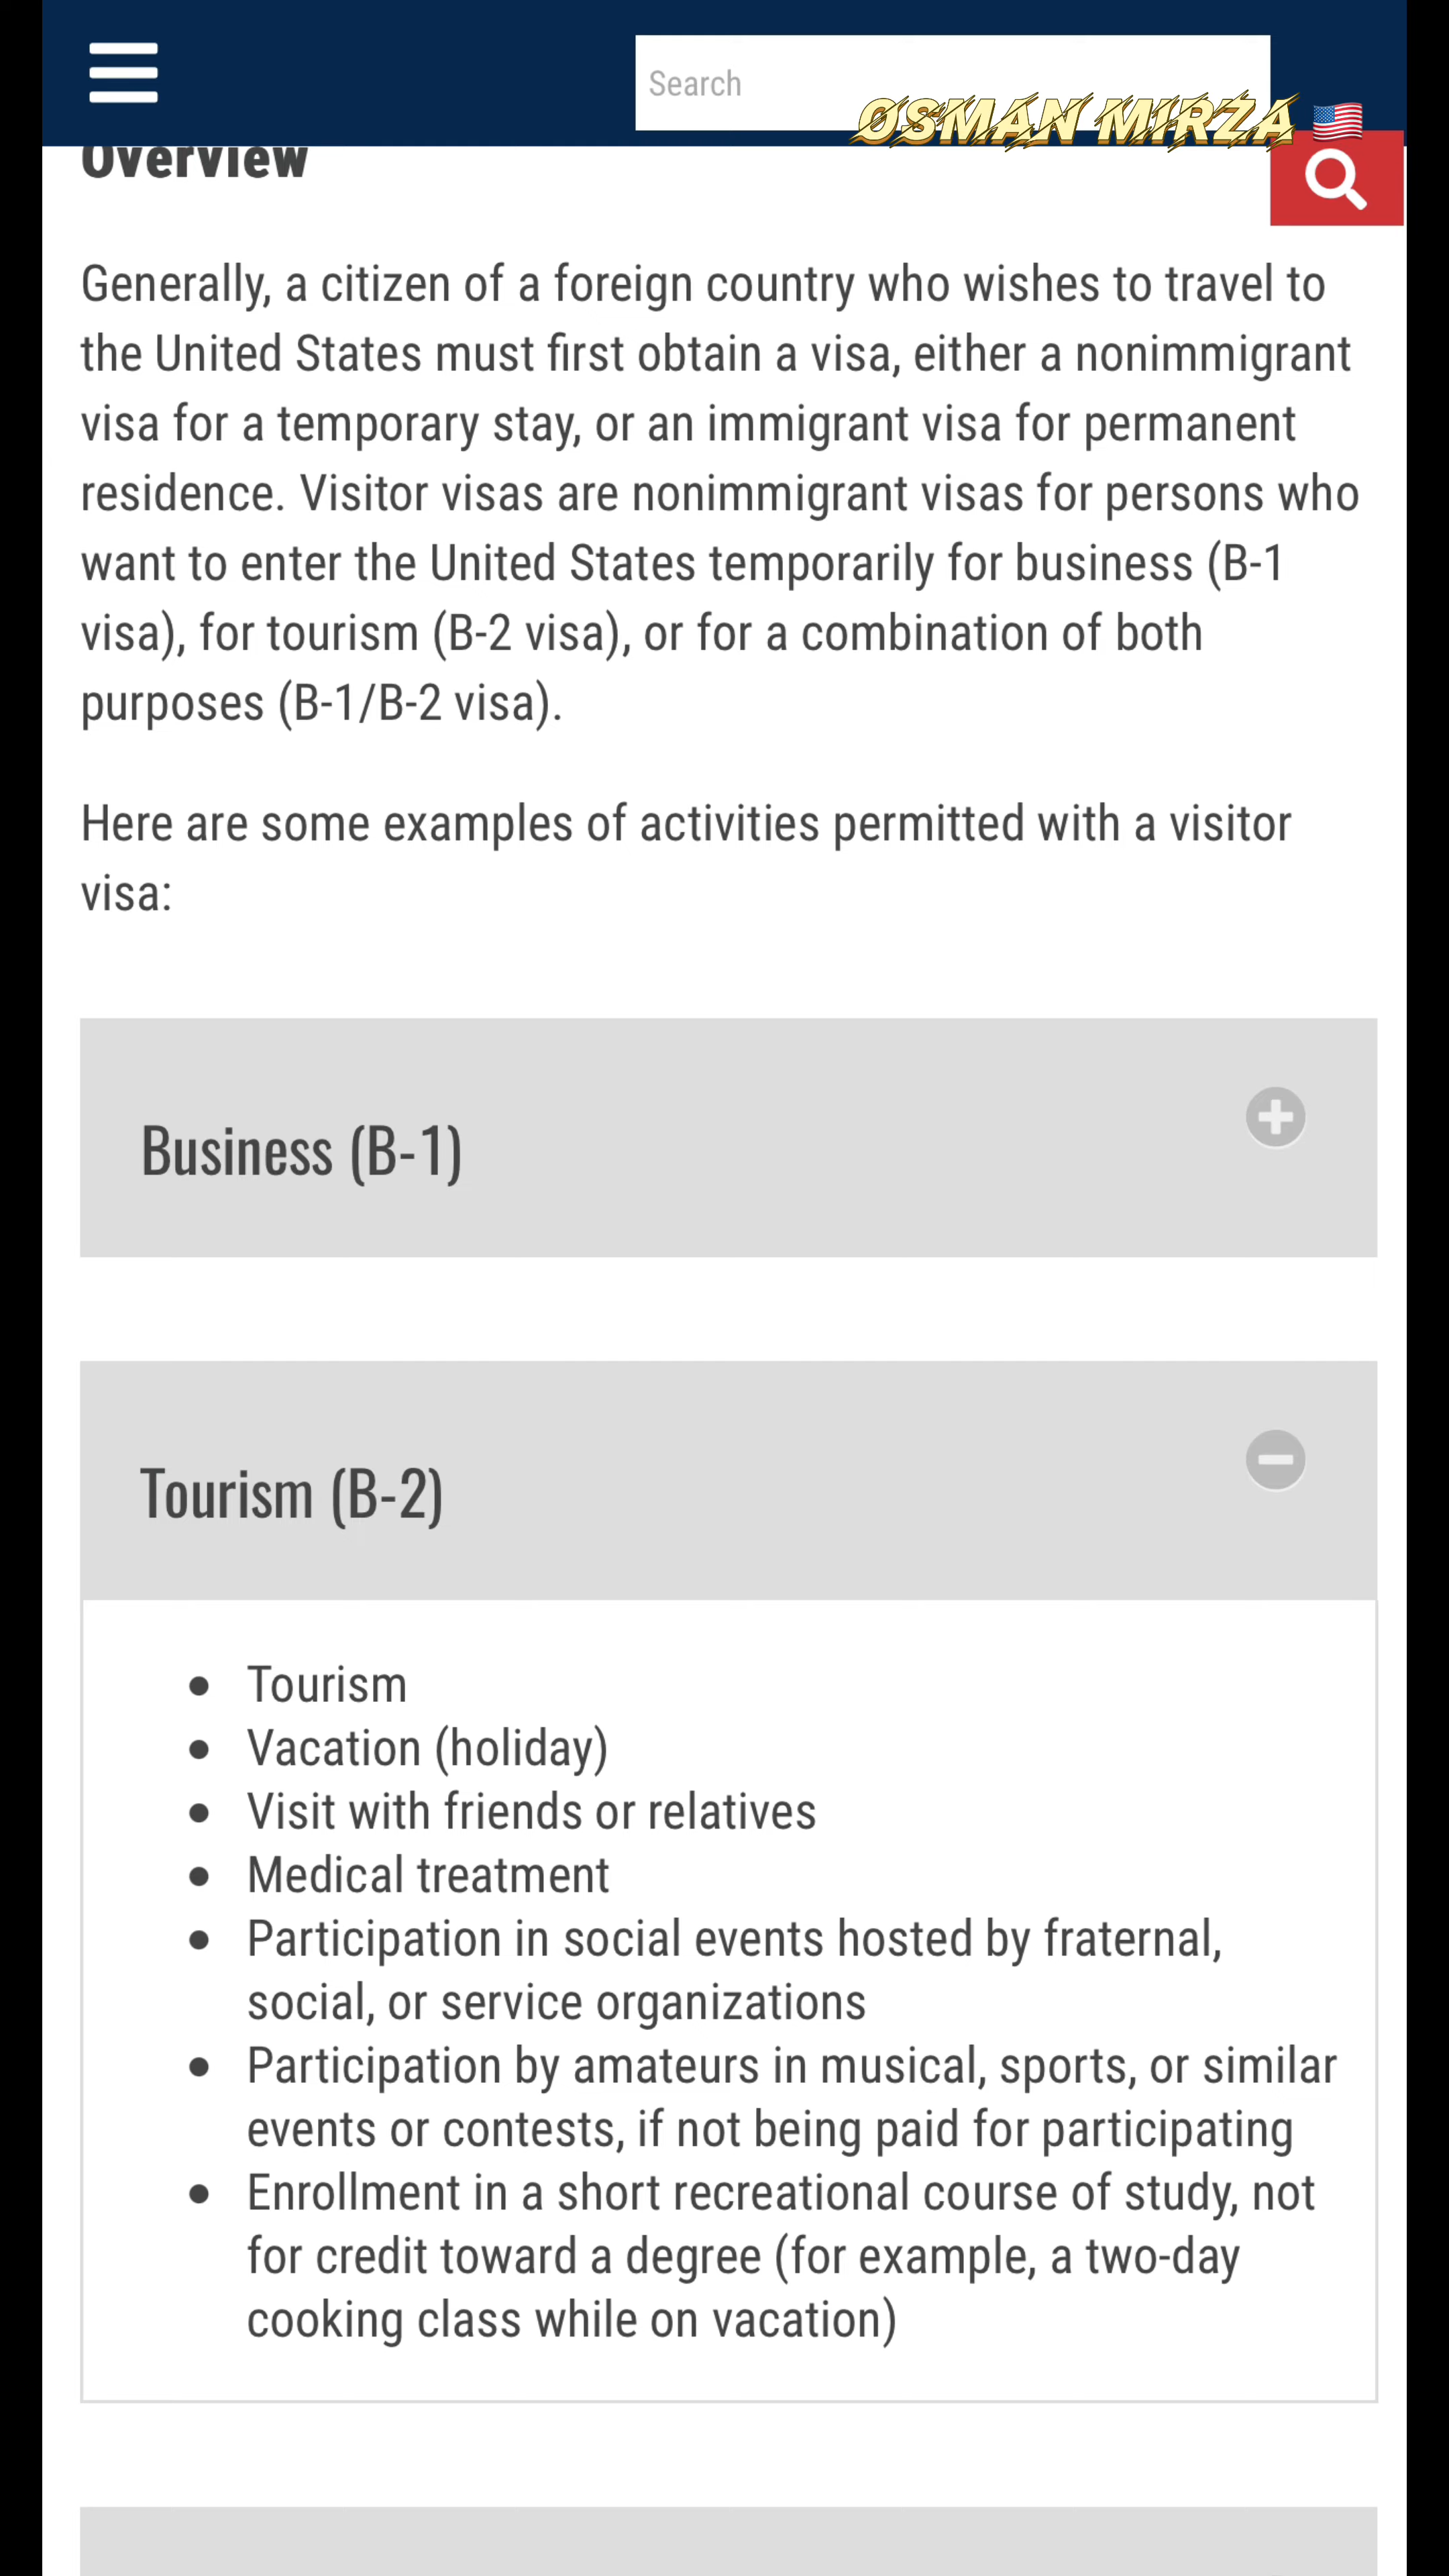 Search
OSMAN MIRZA
Overview
Generally, a citizen of a foreign country who wishes to travel to
the United States must first obtain a visa, either a nonimmigrant
visa for a temporary stay, or an immigrant visa for permanent
residence. Visitor visas are nonimmigrant visas for persons who
want to enter the United States temporarily for business (B-1
visa), for tourism (B-2 visa), or for a combination of both
purposes (B-1/B-2 visa).
Here are some examples of activities permitted with a visitor
visa:
Business (B-1)
Tourism (B-2)
• Tourism
• Vacation (holiday)
• Visit with friends or relatives
• Medical treatment
• Participation in social events hosted by fraternal,
social, or service organizations
• Participation by amateurs in musical, sports, or similar
events or contests, if not being paid for participating
• Enrollment in a short recreational course of study, not
for credit toward a degree (for example, a two-day
cooking class while on vacation)